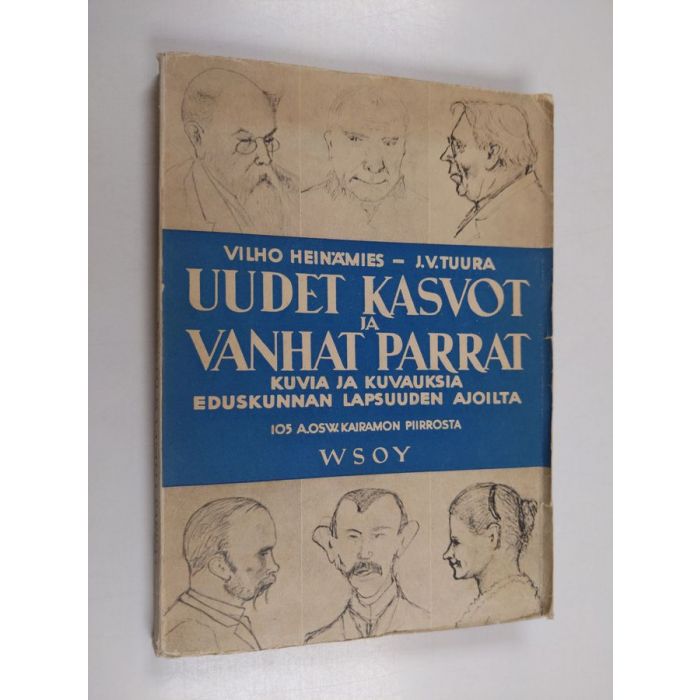 VILHO HEINÄMIES – J.V. TUURA
UUDET KASVOT
JA
VANHAT PARRAT
KUVIA JA KUVAUKSIA
EDUSKUNNAN LAPSUUDEN AJOILTA
105 A.OSW. KAIRAMON PIIRROSTA
WSOY